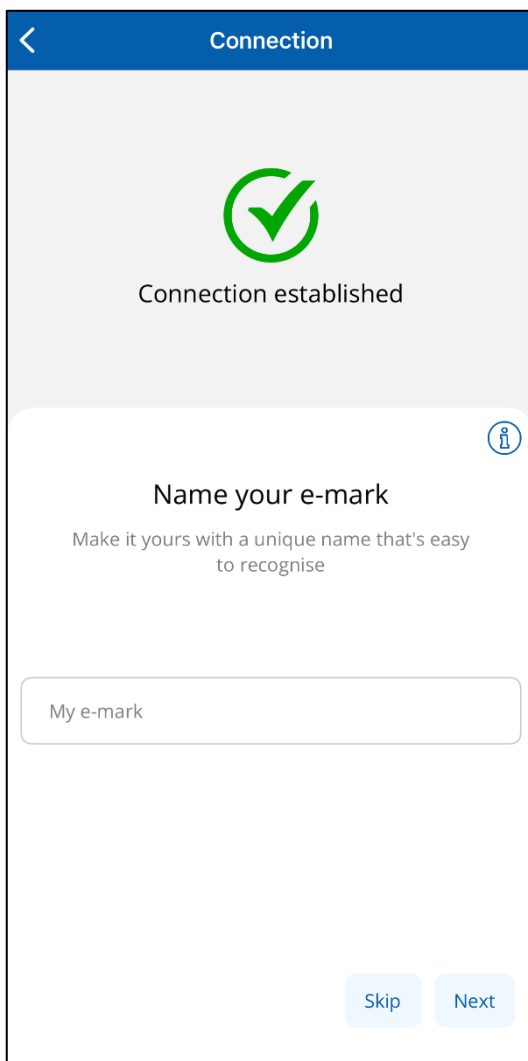 Connection
Connection established
Name your e-mark
Make it yours with a unique name that's easy
to recognise
My e-mark
Skip
Next